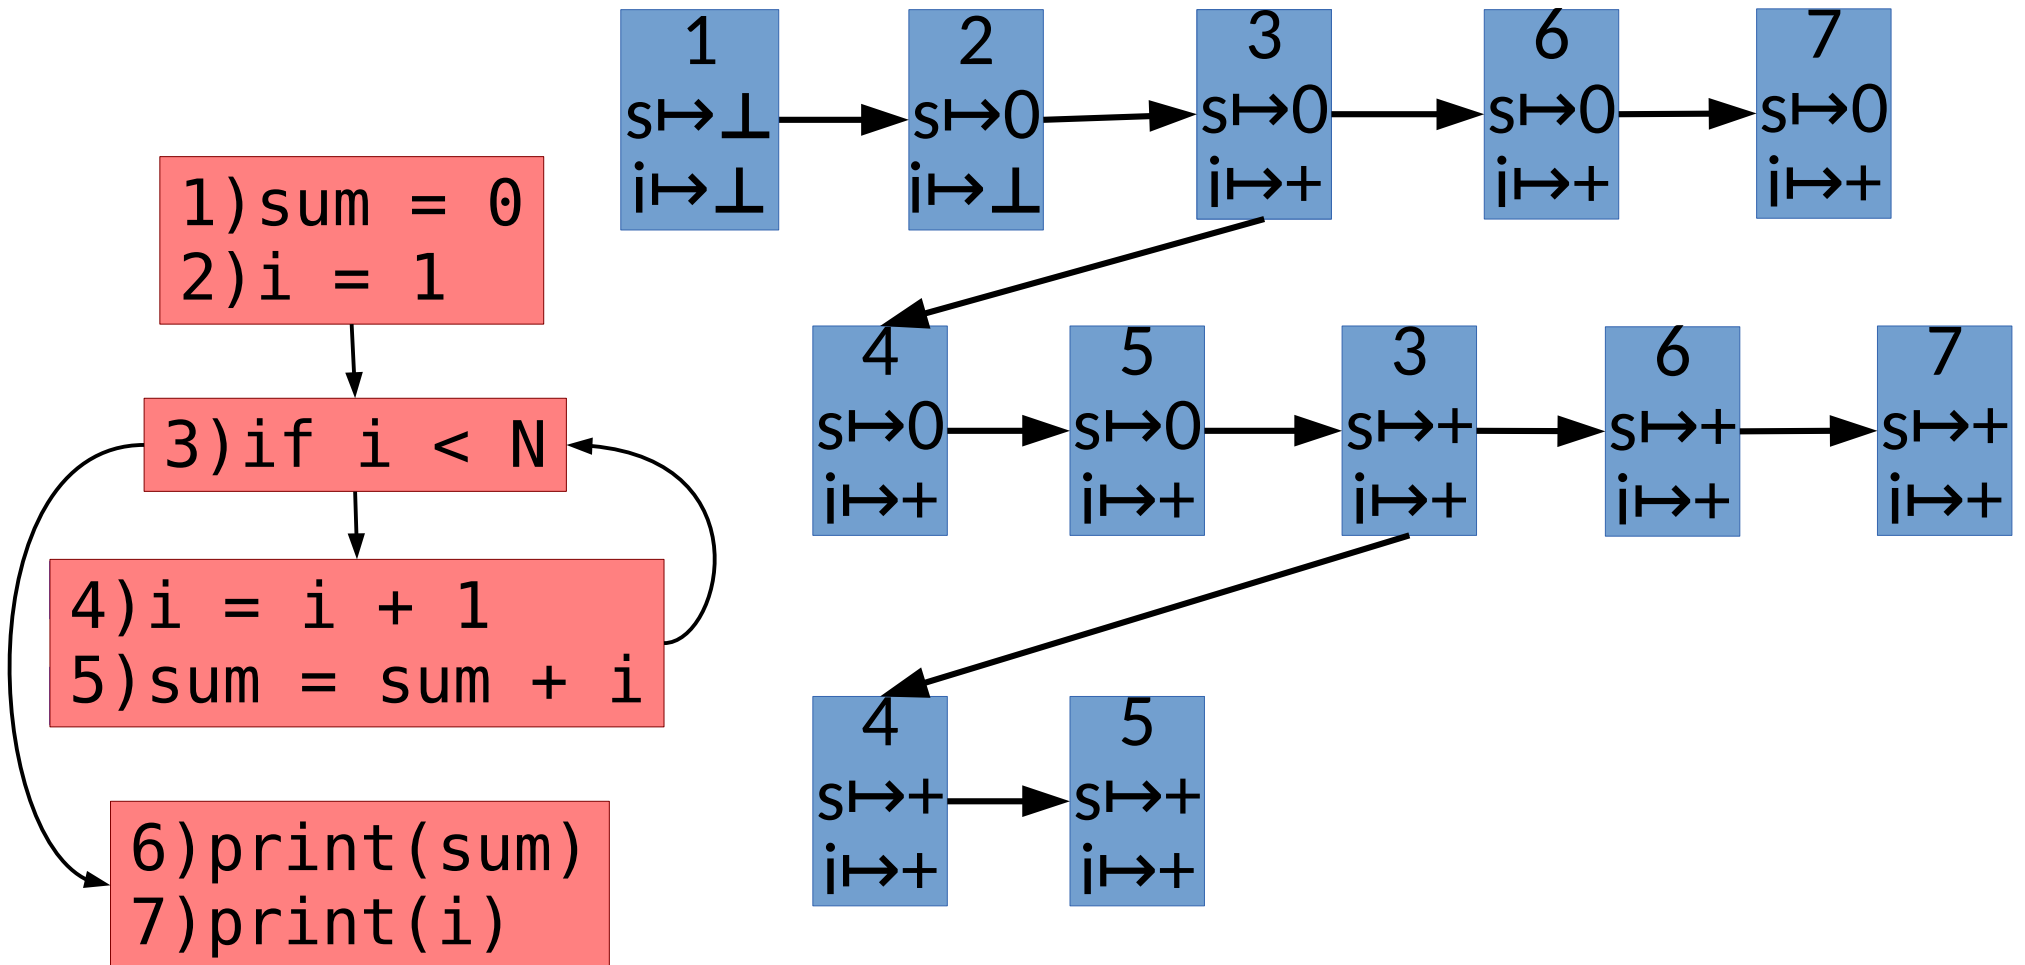 1)sum = 0
2)i = 1
3)if i < N
4)i = i + 1
5)sum = sum + i
6)print(sum)
7)print(i)
1
s↦⊥
i↦⊥
2
s↦0
i↦⊥
3
s↦0
i↦+
6
s↦0
i↦+
7
s↦0
i↦+
4
s↦0
i↦+
5
s↦0
i↦+
3
s↦+
i↦+
6
s↦+
i↦+
7
s↦+
i↦+
4
s↦+
i↦+
5
s↦+
i↦+